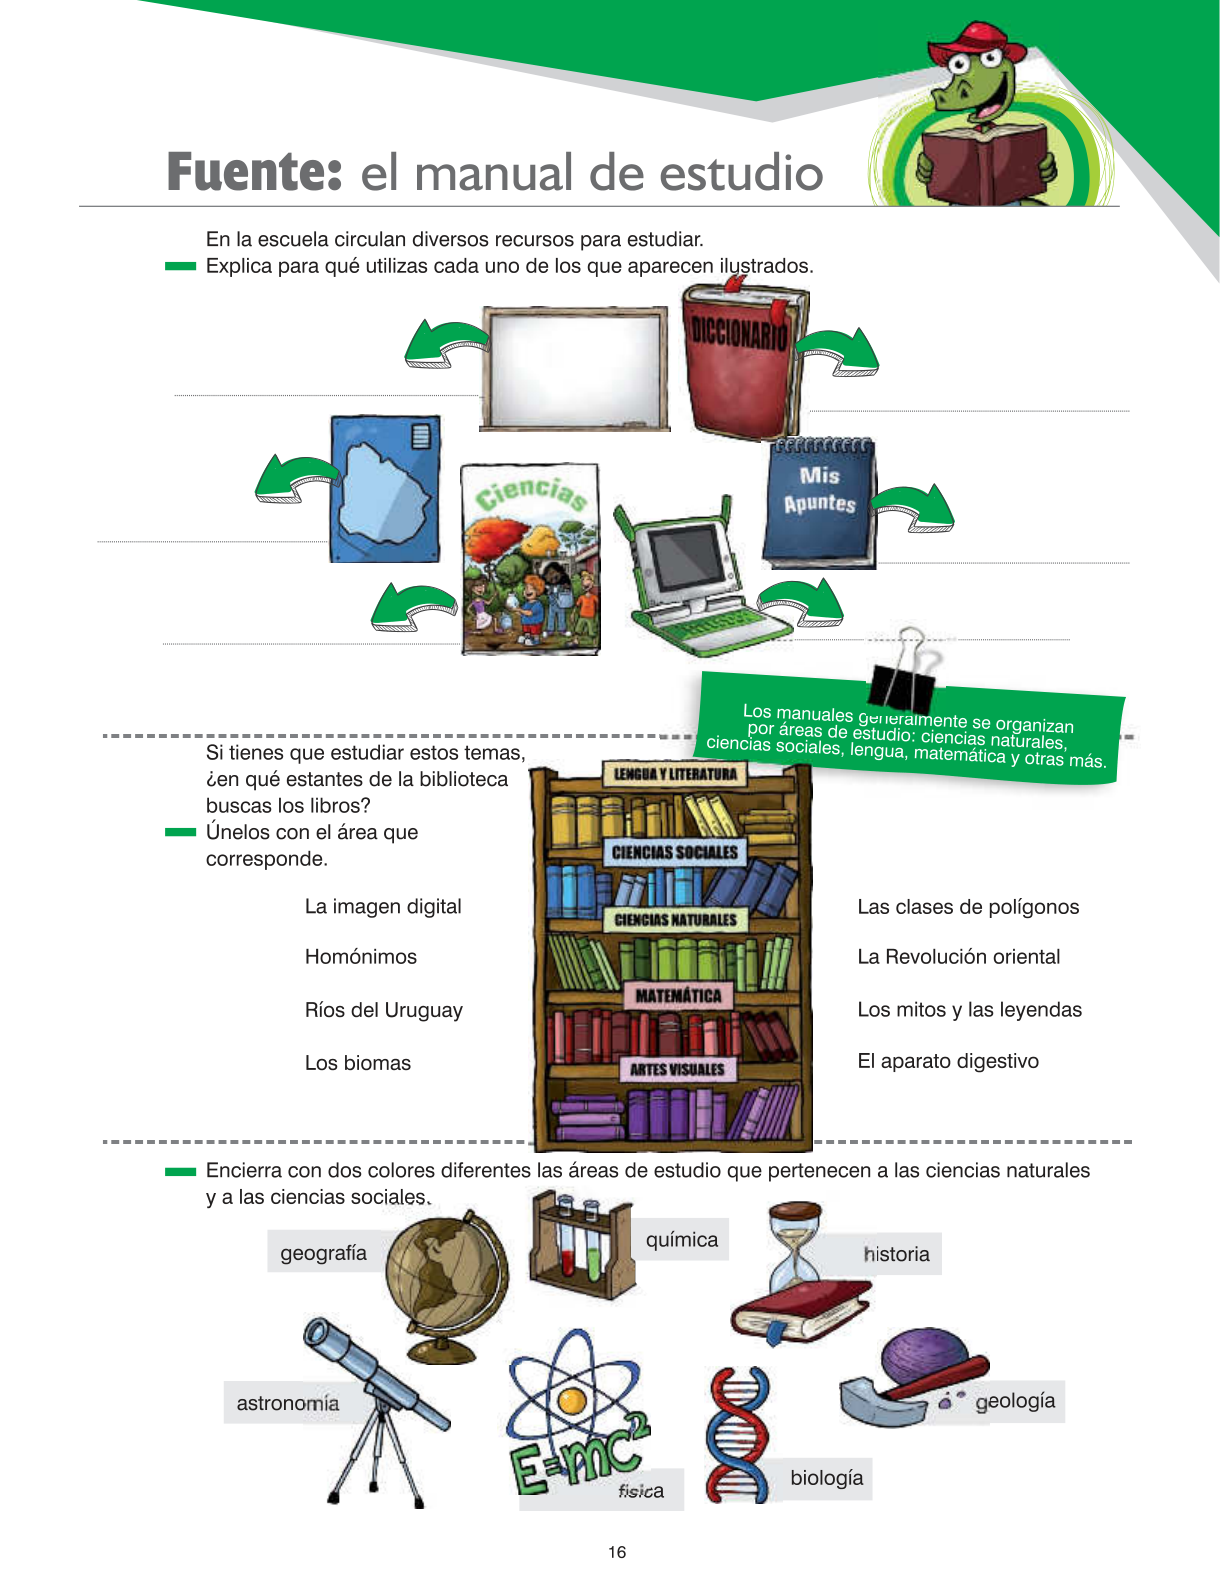 Fuente: el manual de estudio
En la escuela circulan diversos recursos para estudiar.
Explica para qué utilizas cada uno de los que aparecen ilustrados.
DICCIONARIO
Mis
Apuntes
Ciencias
Los manuales generalmente se organizan
por áreas de estudio: ciencias naturales,
ciencias sociales, lengua, matemática y otras más.
Si tienes que estudiar estos temas,
¿en qué estantes de la biblioteca
buscas los libros?
Únelos con el área que
corresponde.
LENGUA Y LITERATURA
CIENCIAS SOCIALES
CIENCIAS NATURALES
MATEMÁTICA
ARTES VISUALES
La imagen digital
Homónimos
Ríos del Uruguay
Los biomas
Las clases de polígonos
La Revolución oriental
Los mitos y las leyendas
El aparato digestivo
Encierra con dos colores diferentes las áreas de estudio que pertenecen a las ciencias naturales
y a las ciencias sociales.
geografía
química
historia
astronomía
E=mc²
física
biología
geología
16